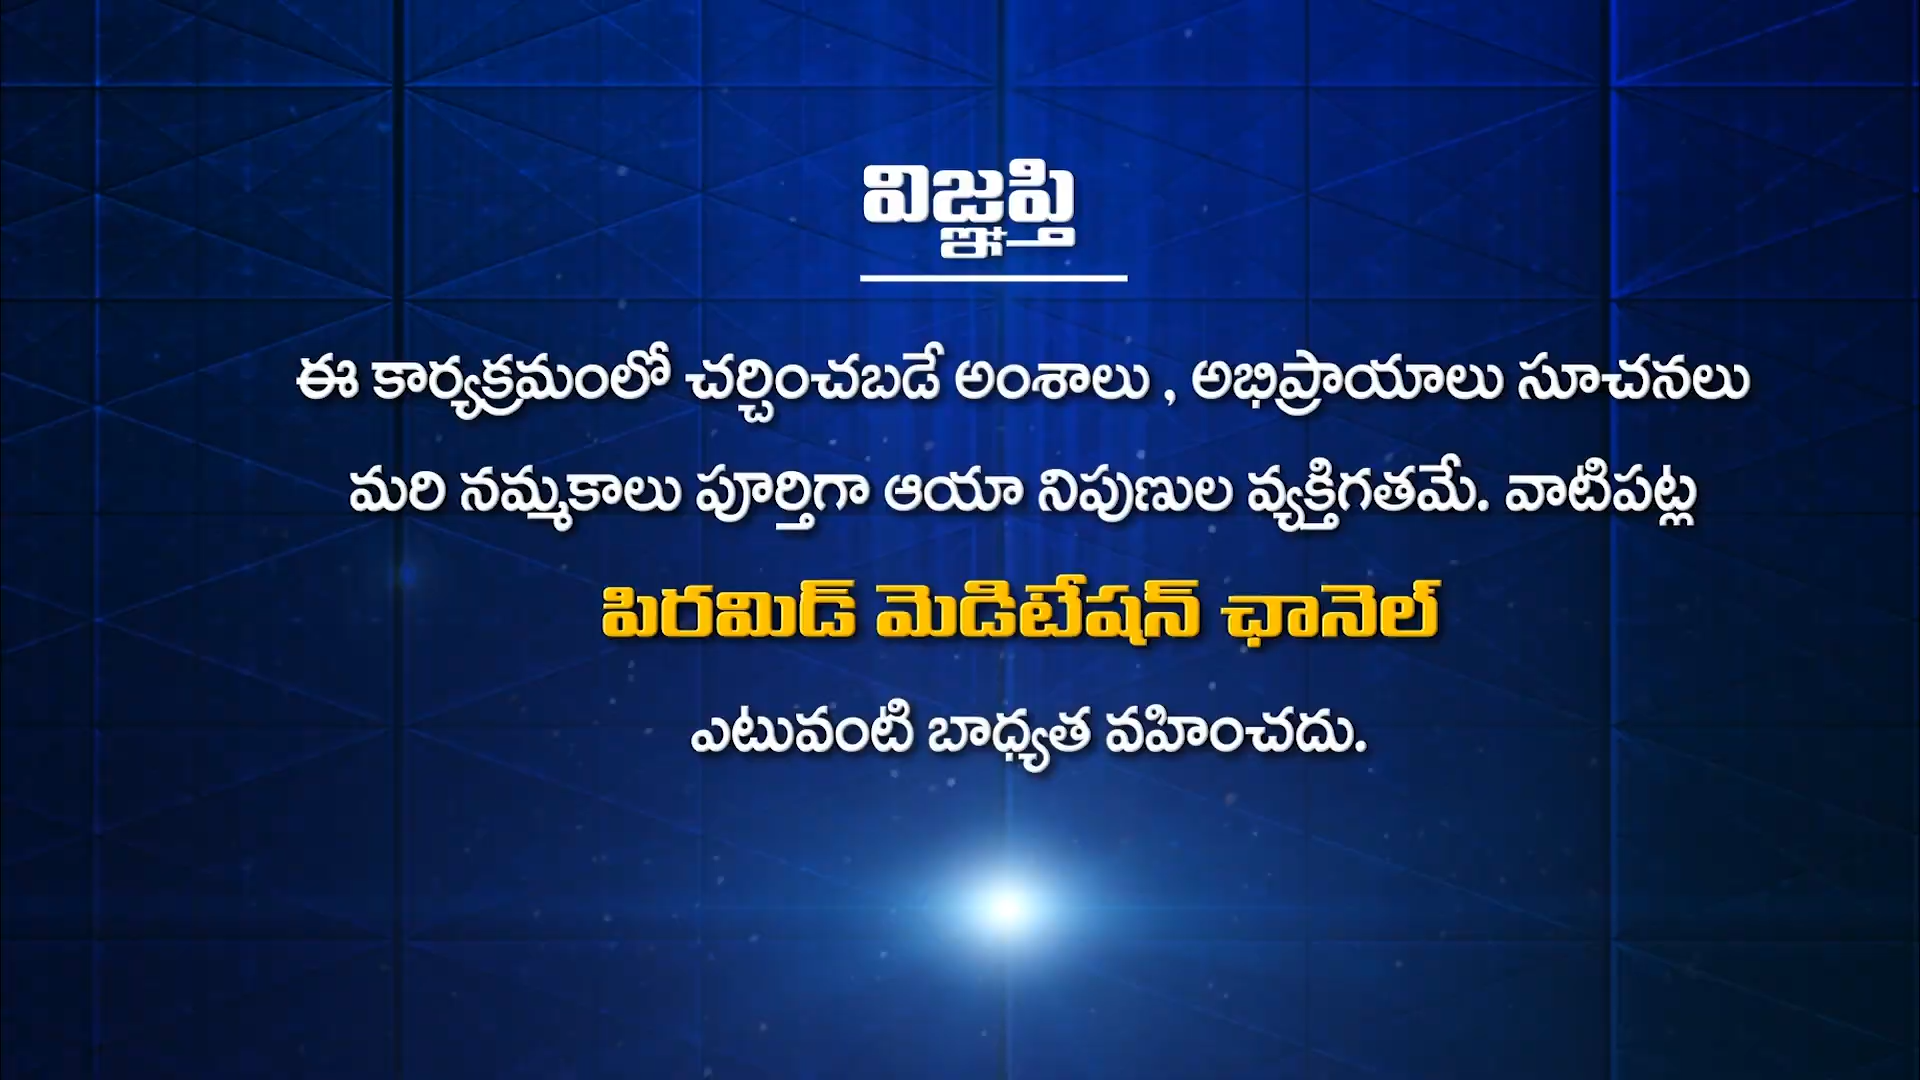 విజ్ఞప్తి
ఈ కార్యక్రమంలో చర్చించబడే అంశాలు , అభిప్రాయాలు సూచనలు
మరి నమ్మకాలు పూర్తిగా ఆయా నిపుణుల వ్యక్తిగతమే. వాటిపట్ల
పిరమిడ్ మెడిటేషన్ ఛానెల్
ఎటువంటి బాధ్యత వహించదు.